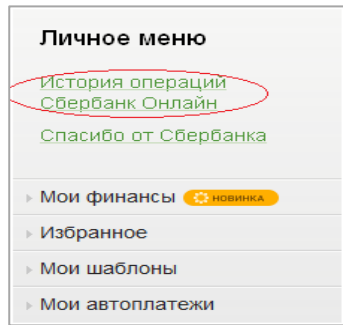 Личное меню
История операций
Сбербанк Онлайн
Спасибо от Сбербанка
Мои финансы НОВИНКА
Избранное
Мои шаблоны
Мои автоплатежи